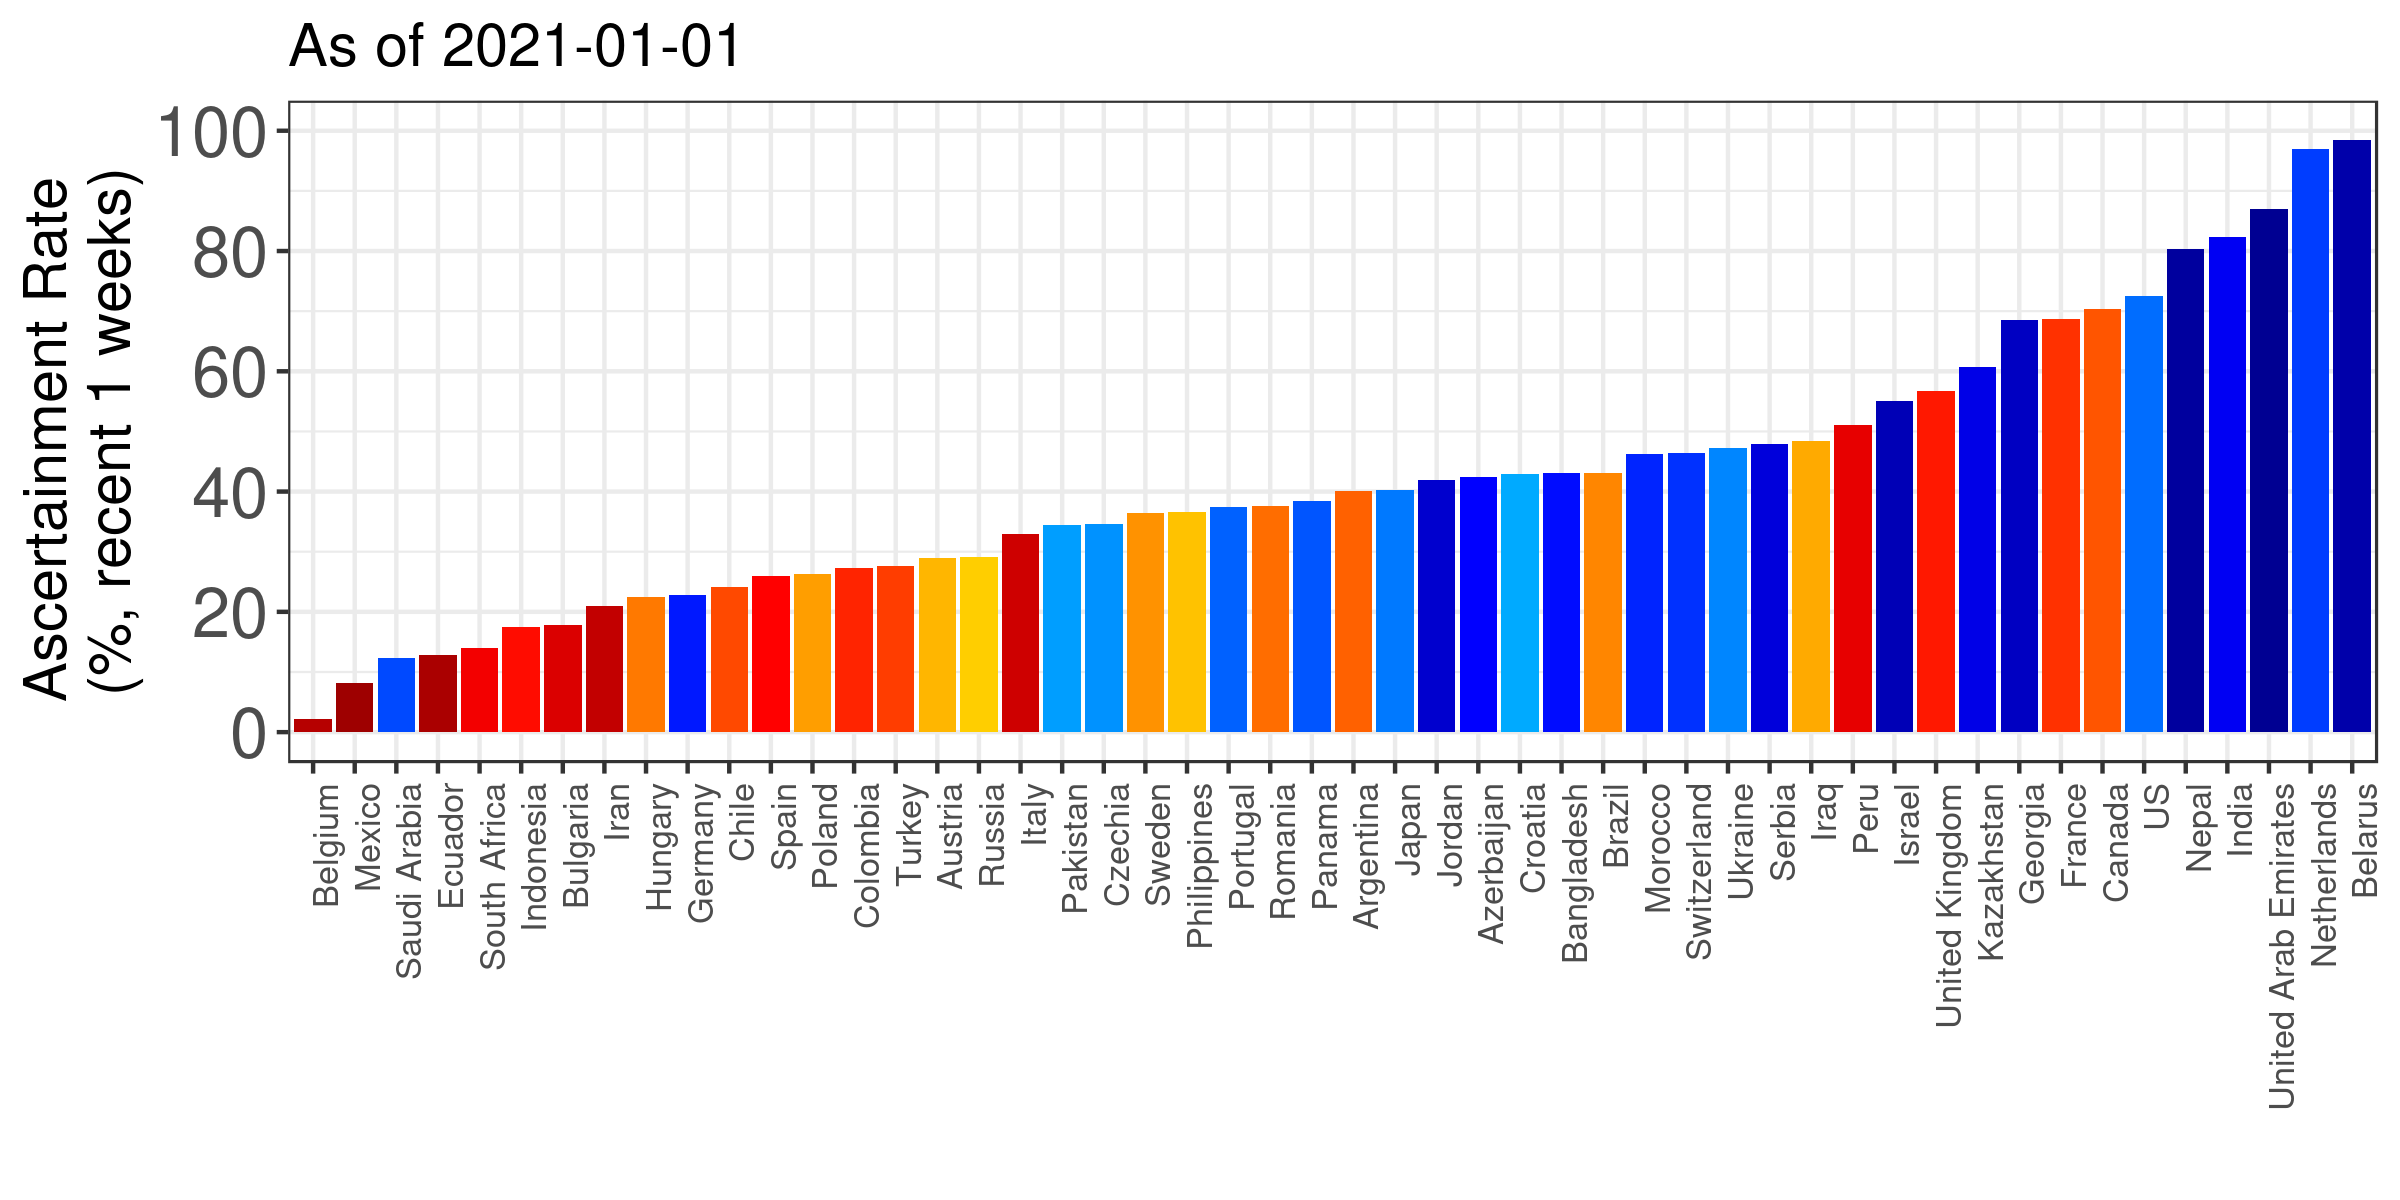 As of 2021-01-01
Ascertainment Rate
(%, recent 1 weeks)
100
80
60
40
20
0
Belgium
Mexico
Saudi Arabia
Ecuador
South Africa
Indonesia
Bulgaria
Iran
Hungary
Germany
Chile
Spain
Poland
Colombia
Turkey
Austria
Russia
Italy
Pakistan
Czechia
Sweden
Philippines
Portugal
Romania
Panama
Argentina
Japan
Jordan
Azerbaijan
Croatia
Bangladesh
Brazil
Morocco
Switzerland
Ukraine
Serbia
Iraq
Peru
Israel
United Kingdom
Kazakhstan
Georgia
France
Canada
US
Nepal
India
United Arab Emirates
Netherlands
Belarus